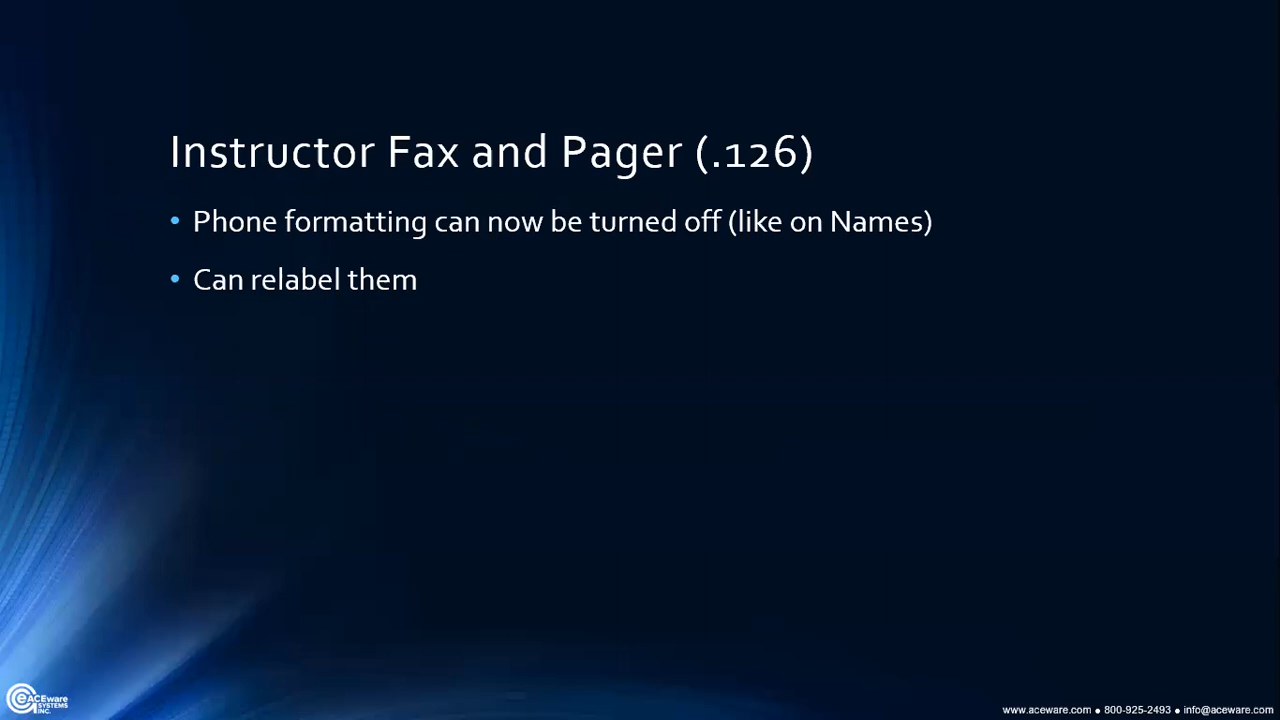 Instructor Fax and Pager (.126)
• Phone formatting can now be turned off (like on Names)
• Can relabel them
ACEware
SYSTEMS
INC.
www.aceware.com ● 800-925-2493 ● info@aceware.com